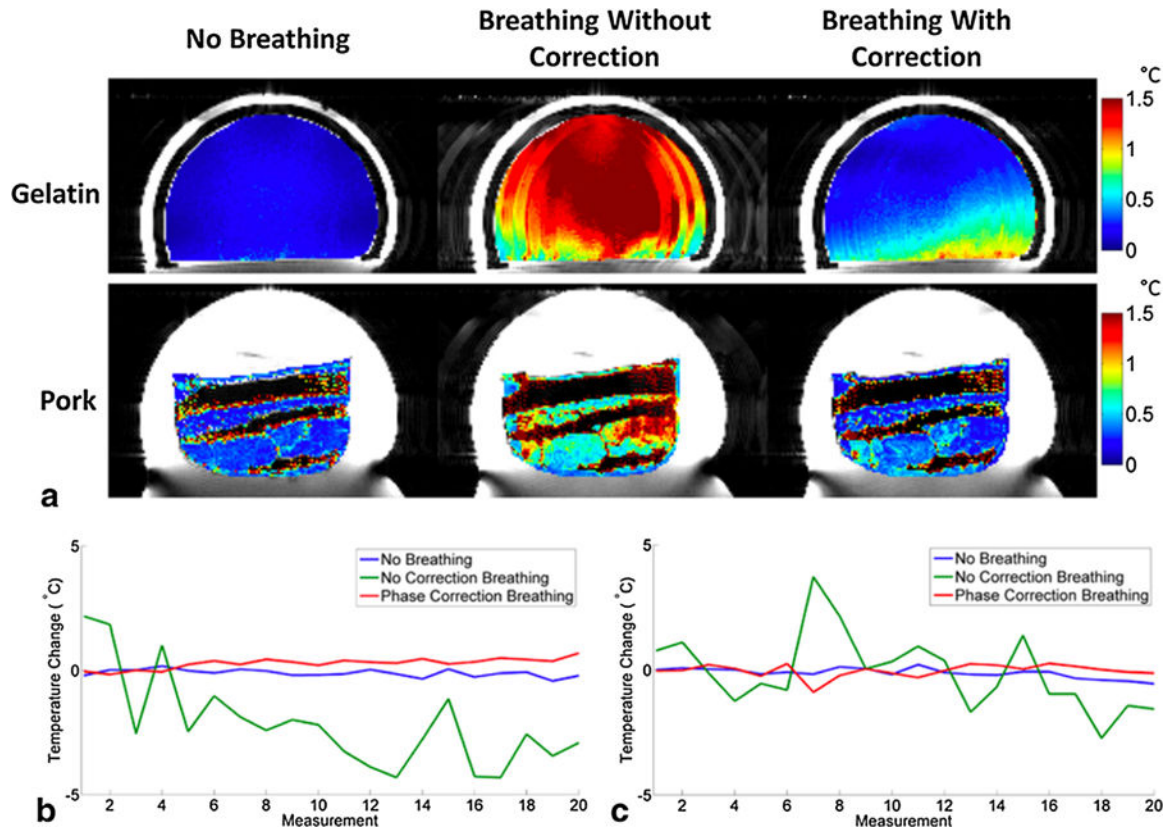 No Breathing
Breathing Without
Correction
Breathing With
Correction
°C
Gelatin
1.5
1
0.5
0
°C
Pork
1.5
1
0.5
0
a
5
0
-5
Temperature Change (°C)
No Breathing
No Correction Breathing
Phase Correction Breathing
2 4 6 8 10 12 14 16 18 20
Measurement
b
5
0
-5
Temperature Change (°C)
No Breathing
No Correction Breathing
Phase Correction Breathing
2 4 6 8 10 12 14 16 18 20
Measurement
c